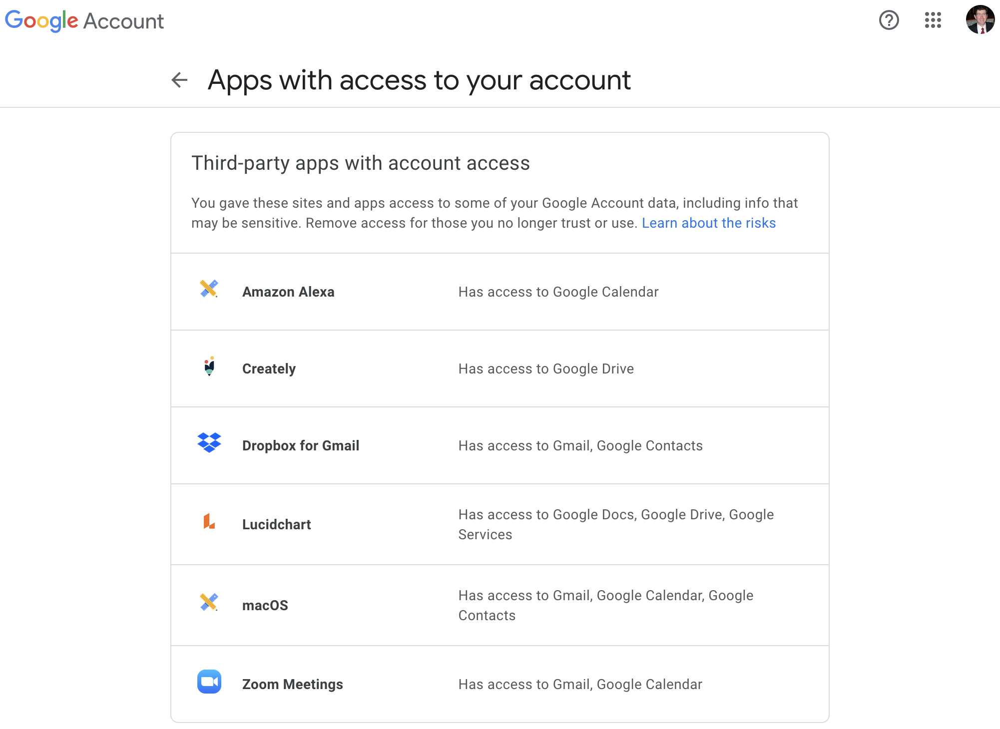 Google Account
Apps with access to your account
Third-party apps with account access
You gave these sites and apps access to some of your Google Account data, including info that
may be sensitive. Remove access for those you no longer trust or use. Learn about the risks
Amazon Alexa
Has access to Google Calendar
Creately
Has access to Google Drive
Dropbox for Gmail
Has access to Gmail, Google Contacts
Lucidchart
Has access to Google Docs, Google Drive, Google
Services
macOS
Has access to Gmail, Google Calendar, Google
Contacts
Zoom Meetings
Has access to Gmail, Google Calendar